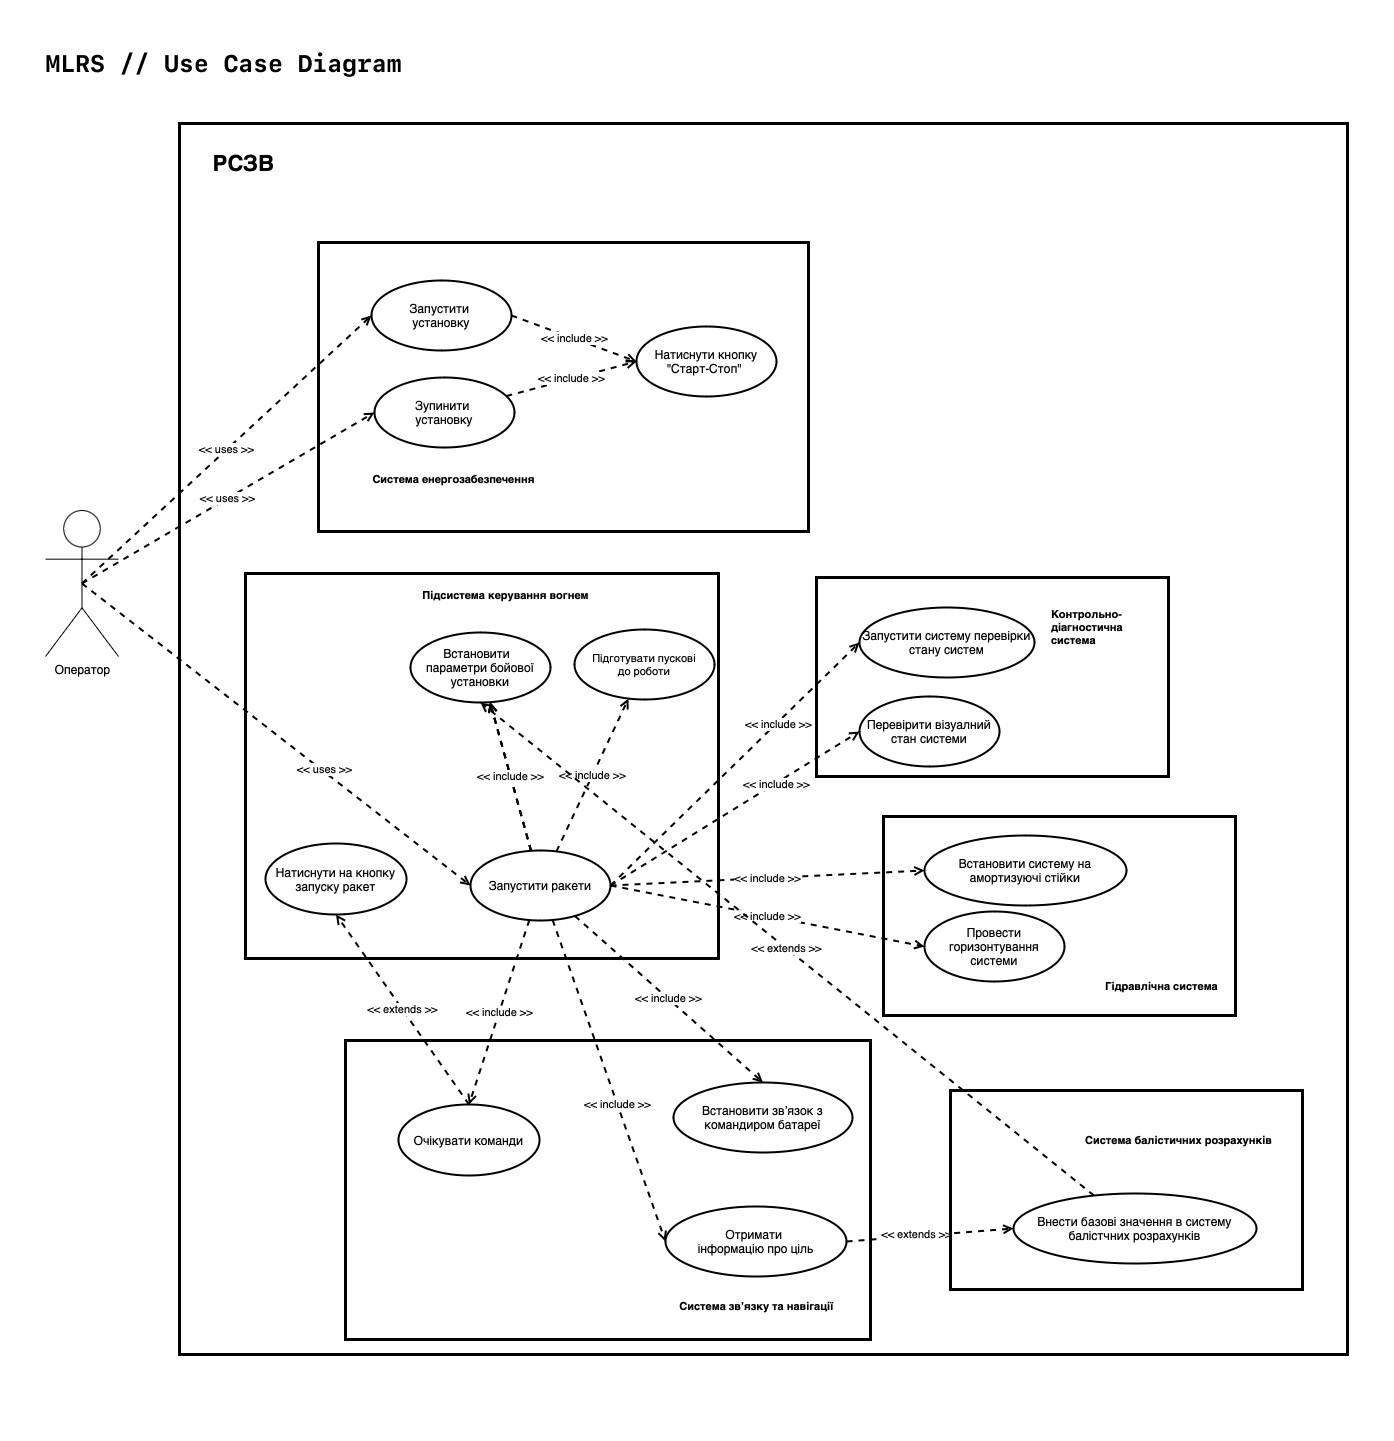 MLRS // Use Case Diagram
РСЗВ
Запустити
установку
<< include >>
Натиснути кнопку
"Старт-Стоп"
<< include >>
Зупинити
установку
<< uses >>
Система енергозабезпечення
<< uses >>
Оператор
Підсистема керування вогнем
Встановити
параметри бойової
установки
Підготувати пускові
до роботи
Контрольно-
діагностична
система
Запустити систему перевірки
стану систем
Перевірити візуалний
стан системи
<< include >>
<< uses >>
<< include >>
<< include >>
<< include >>
Натиснути на кнопку
запуску ракет
Запустити ракети
<< include >>
Встановити систему на
амортизуючі стійки
<< include >>
Провести
горизонтування
системи
<< extends >>
Гідравлічна система
<< extends >>
<< include >>
<< include >>
<< include >>
Встановити зв'язок з
командиром батареї
Очікувати команди
Система балістичних розрахунків
Отримати
інформацію про ціль
<< extends >>
Внести базові значення в систему
балістчних розрахунків
Система зв'язку та навігації